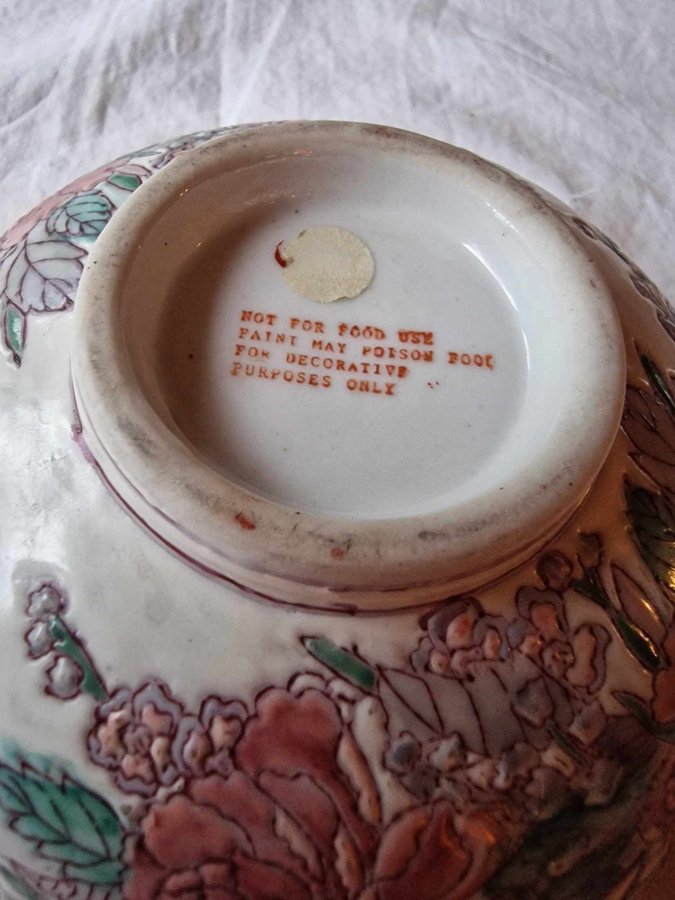 NOT FOR FOOD USE
PAINT MAY POISON FOOD
FOR DECORATIVE
PURPOSES ONLY